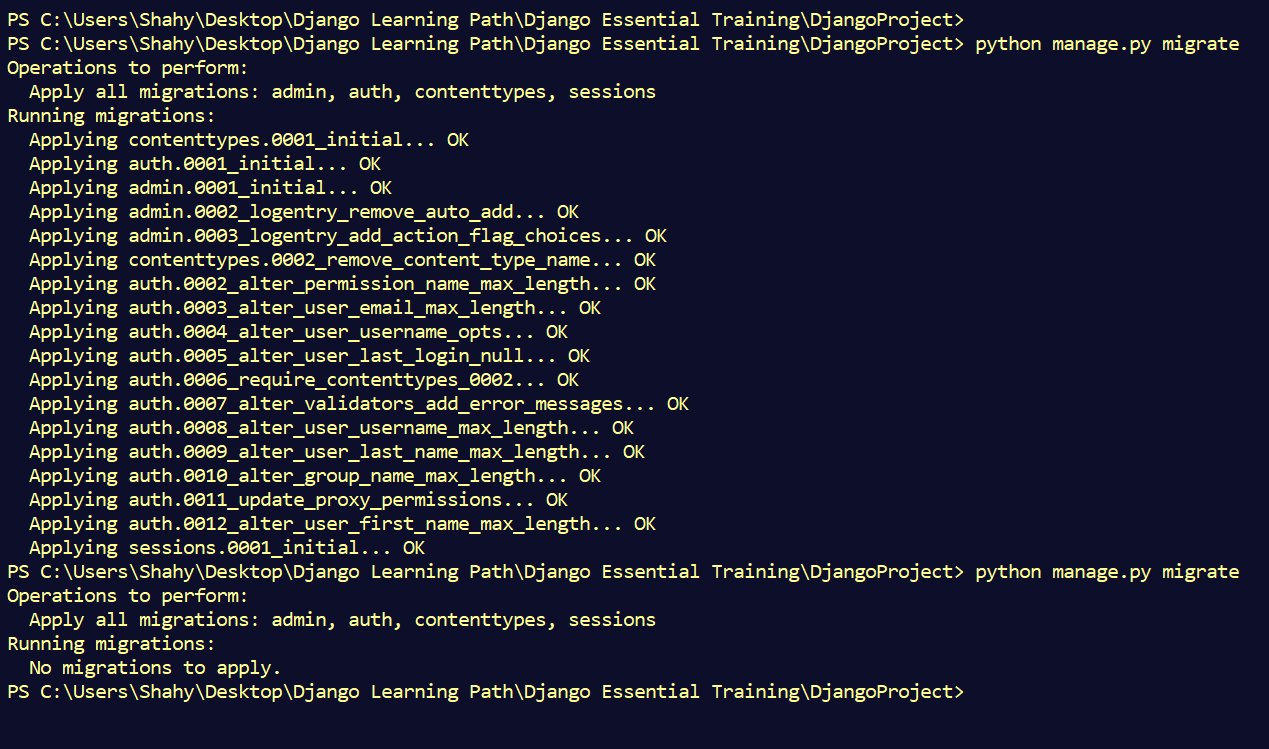 PS C:\Users\Shahy\Desktop\Django Learning Path\Django Essential Training\DjangoProject>
PS C:\Users\Shahy\Desktop\Django Learning Path\Django Essential Training\DjangoProject> python manage.py migrate
Operations to perform:
  Apply all migrations: admin, auth, contenttypes, sessions
Running migrations:
  Applying contenttypes.0001_initial... OK
  Applying auth.0001_initial... OK
  Applying admin.0001_initial... OK
  Applying admin.0002_logentry_remove_auto_add... OK
  Applying admin.0003_logentry_add_action_flag_choices... OK
  Applying contenttypes.0002_remove_content_type_name... OK
  Applying auth.0002_alter_permission_name_max_length... OK
  Applying auth.0003_alter_user_email_max_length... OK
  Applying auth.0004_alter_user_username_opts... OK
  Applying auth.0005_alter_user_last_login_null... OK
  Applying auth.0006_require_contenttypes_0002... OK
  Applying auth.0007_alter_validators_add_error_messages... OK
  Applying auth.0008_alter_user_username_max_length... OK
  Applying auth.0009_alter_user_last_name_max_length... OK
  Applying auth.0010_alter_group_name_max_length... OK
  Applying auth.0011_update_proxy_permissions... OK
  Applying auth.0012_alter_user_first_name_max_length... OK
  Applying sessions.0001_initial... OK
PS C:\Users\Shahy\Desktop\Django Learning Path\Django Essential Training\DjangoProject> python manage.py migrate
Operations to perform:
  Apply all migrations: admin, auth, contenttypes, sessions
Running migrations:
  No migrations to apply.
PS C:\Users\Shahy\Desktop\Django Learning Path\Django Essential Training\DjangoProject>